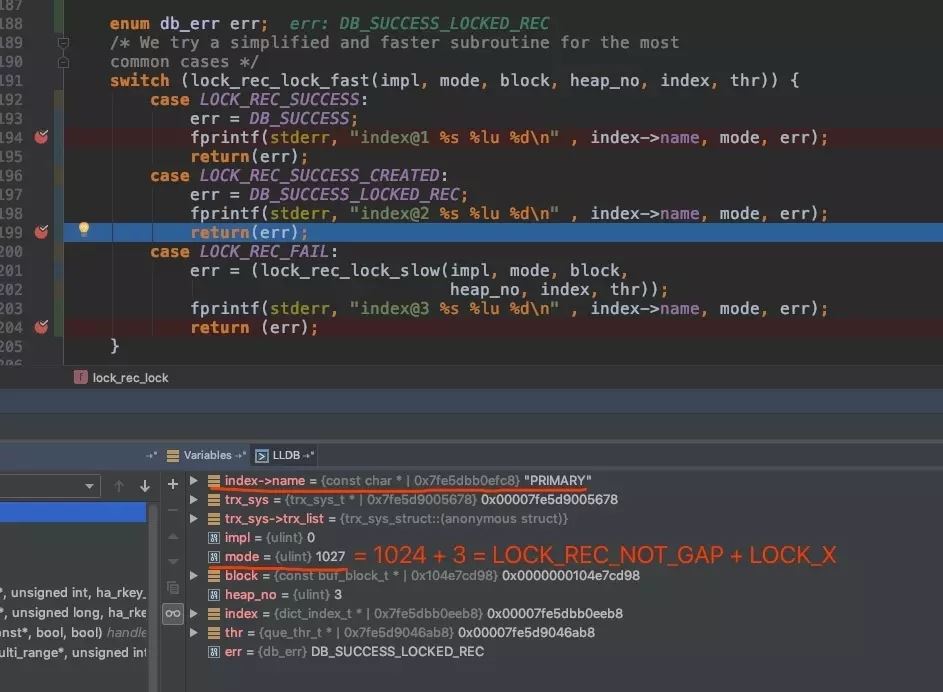 187
188 enum db_err err; err: DB_SUCCESS_LOCKED_REC
189 /* We try a simplified and faster subroutine for the most
190 common cases */
191 switch (lock_rec_lock_fast(impl, mode, block, heap_no, index, thr)) {
192 case LOCK_REC_SUCCESS:
193 err = DB_SUCCESS;
194 fprintf(stderr, "index@1 %s %lu %d\n" , index->name, mode, err);
195 return(err);
196 case LOCK_REC_SUCCESS_CREATED:
197 err = DB_SUCCESS_LOCKED_REC;
198 fprintf(stderr, "index@2 %s %lu %d\n" , index->name, mode, err);
199 return(err);
200 case LOCK_REC_FAIL:
201 err = (lock_rec_lock_slow(impl, mode, block,
202 heap_no, index, thr));
203 fprintf(stderr, "index@3 %s %lu %d\n" , index->name, mode, err);
204 return (err);
205 }
f lock_rec_lock
Variables LLDB
index->name = {const char * | 0x7fe5dbb0efc8} "PRIMARY"
trx_sys = {trx_sys_t * | 0x7fe5d9005678} 0x00007fe5d9005678
trx_sys->trx_list = {trx_sys_struct::(anonymous struct)}
impl = {ulint} 0
mode = {ulint} 1027 = 1024 + 3 = LOCK_REC_NOT_GAP + LOCK_X
block = {const buf_block_t * | 0x104e7cd98} 0x0000000104e7cd98
heap_no = {ulint} 3
index = {dict_index_t * | 0x7fe5dbb0eeb8} 0x00007fe5dbb0eeb8
thr = {que_thr_t * | 0x7fe5d9046ab8} 0x00007fe5d9046ab8
err = {db_err} DB_SUCCESS_LOCKED_REC
*, unsigned int, ha_rkey_
*, unsigned long, ha_rke
onst*, bool, bool) handle
ulti_range*, unsigned int